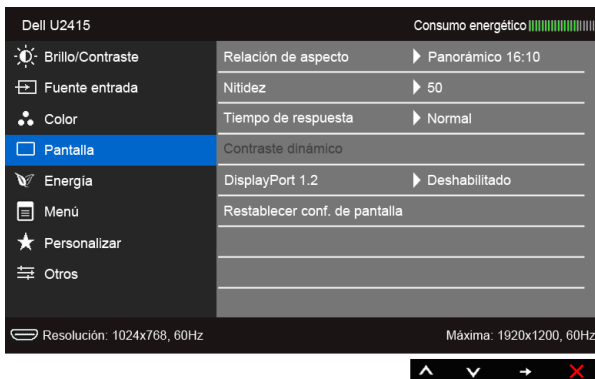 Dell U2415 Consumo energético
Brillo/Contraste Relación de aspecto Panorámico 16:10
Fuente entrada Nitidez 50
Color Tiempo de respuesta Normal
Pantalla Contraste dinámico
Energía DisplayPort 1.2 Deshabilitado
Menú Restablecer conf. de pantalla
Personalizar
Otros
Resolución: 1024x768, 60Hz Máxima: 1920x1200, 60Hz